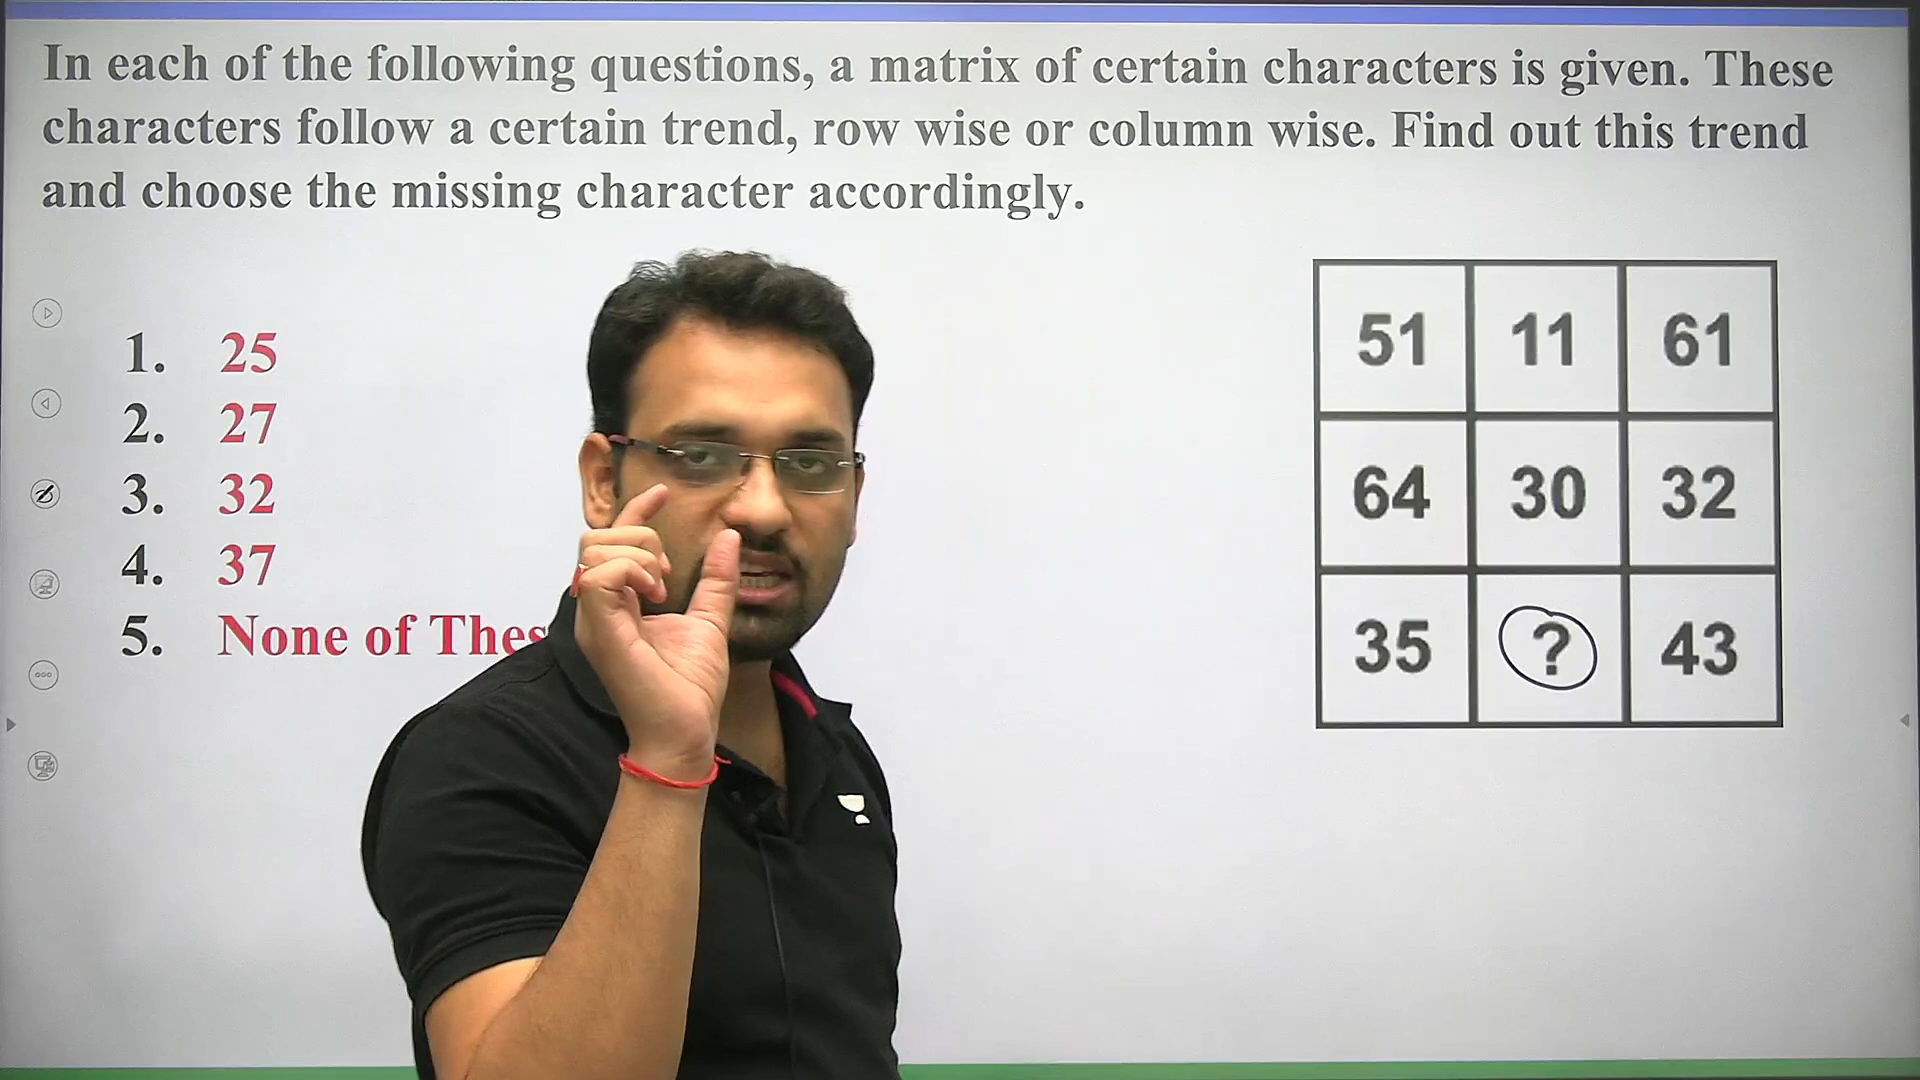 In each of the following questions, a matrix of certain characters is given. These
characters follow a certain trend, row wise or column wise. Find out this trend
and choose the missing character accordingly.
1. 25
2. 27
3. 32
4. 37
5. None of
51 11 61
64 30 32
35 ? 43